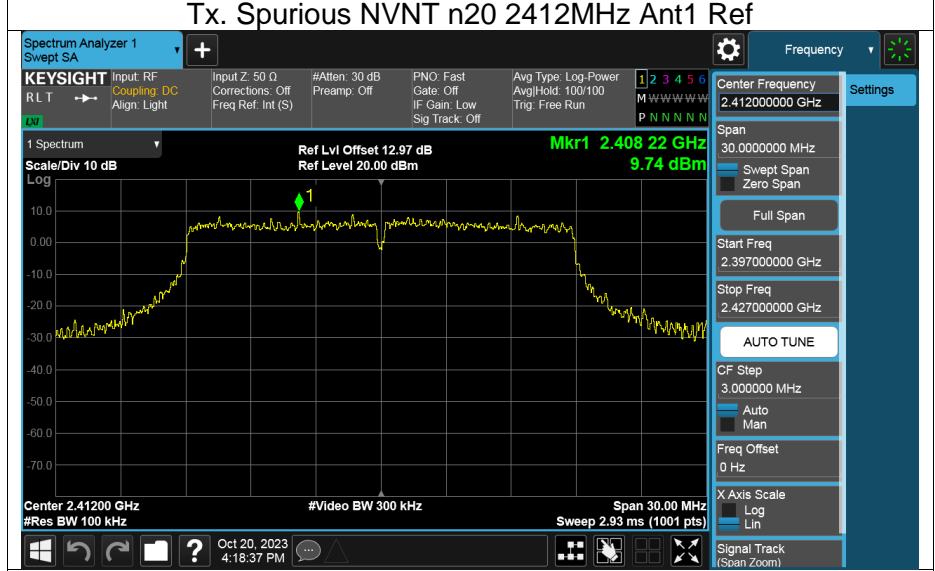 Tx. Spurious NVNT n20 2412MHz Ant1 Ref
Spectrum Analyzer 1
Swept SA
+
Frequency
KEYSIGHT
R L T
LXI
Input: RF
Coupling: DC
Align: Light
Input Z: 50 Ω
Corrections: Off
Freq Ref: Int (S)
#Atten: 30 dB
Preamp: Off
PNO: Fast
Gate: Off
IF Gain: Low
Sig Track: Off
Avg Type: Log-Power
Avg|Hold: 100/100
Trig: Free Run
1 2 3 4 5 6
M W W W W W
P N N N N N
Center Frequency
2.412000000 GHz
Settings
1 Spectrum
Scale/Div 10 dB
Log
Ref Lvl Offset 12.97 dB
Ref Level 20.00 dBm
Mkr1 2.408 22 GHz
9.74 dBm
1
10.0
0.00
-10.0
-20.0
-30.0
-40.0
-50.0
-60.0
-70.0
Center 2.41200 GHz
#Res BW 100 kHz
#Video BW 300 kHz
Span 30.00 MHz
Sweep 2.93 ms (1001 pts)
Span
30.0000000 MHz
Swept Span
Zero Span
Full Span
Start Freq
2.397000000 GHz
Stop Freq
2.427000000 GHz
AUTO TUNE
CF Step
3.000000 MHz
Auto
Man
Freq Offset
0 Hz
X Axis Scale
Log
Lin
Signal Track
(Span Zoom)
?
Oct 20, 2023
4:18:37 PM